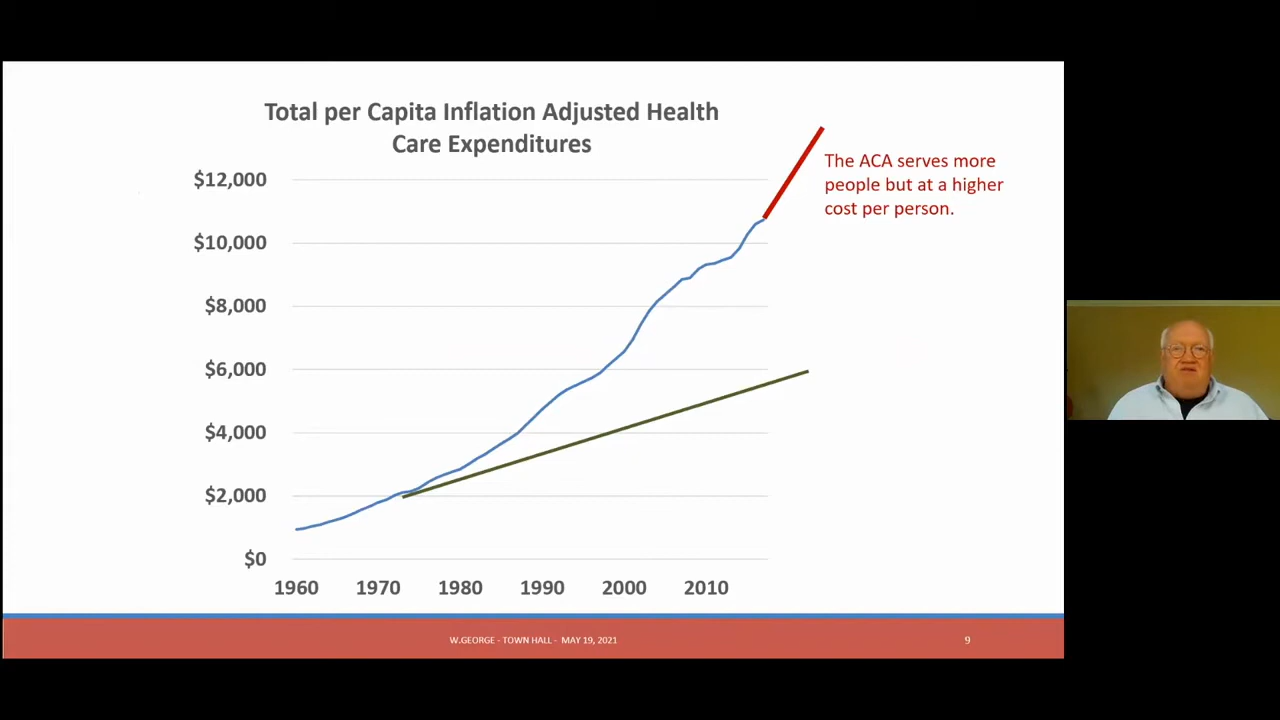 Total per Capita Inflation Adjusted Health
Care Expenditures
The ACA serves more
people but at a higher
cost per person.
$12,000
$10,000
$8,000
$6,000
$4,000
$2,000
$0
1960 1970 1980 1990 2000 2010
W.GEORGE - TOWN HALL - MAY 19, 2021
9